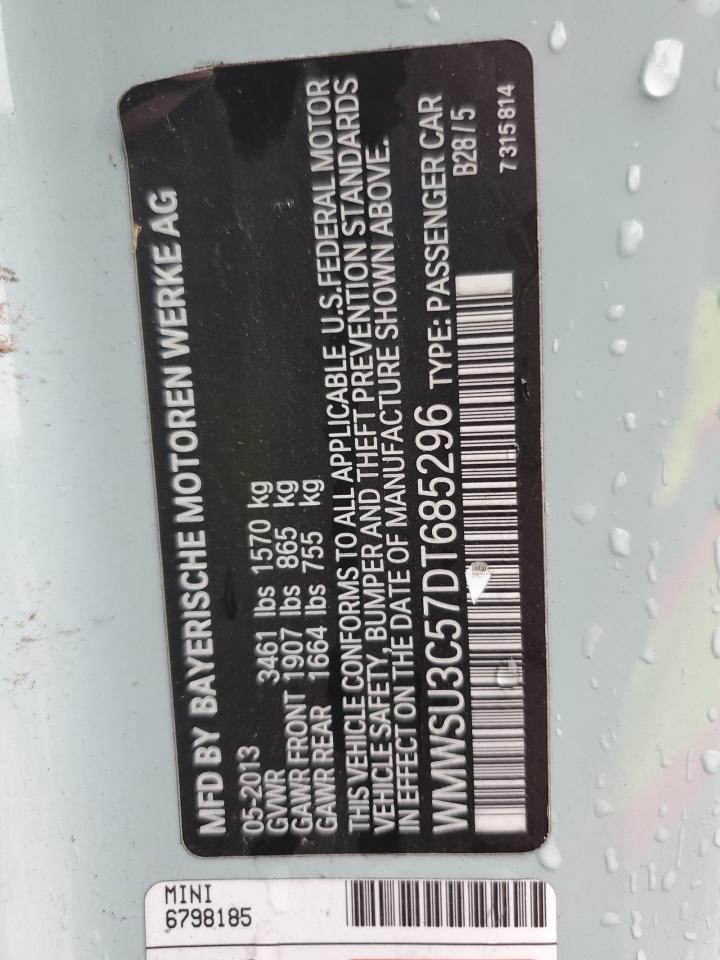 MFD BY BAYERISCHE MOTOREN WERKE AG
05-2013
GVWR 3461 lbs 1570 kg
GAWR FRONT 1907 lbs 865 kg
GAWR REAR 1664 lbs 755 kg
THIS VEHICLE CONFORMS TO ALL APPLICABLE U.S.FEDERAL MOTOR
VEHICLE SAFETY, BUMPER AND THEFT PREVENTION STANDARDS
IN EFFECT ON THE DATE OF MANUFACTURE SHOWN ABOVE.
WMWSU3C57DT685296 TYPE: PASSENGER CAR
B28/5
7315814
MINI
6798185